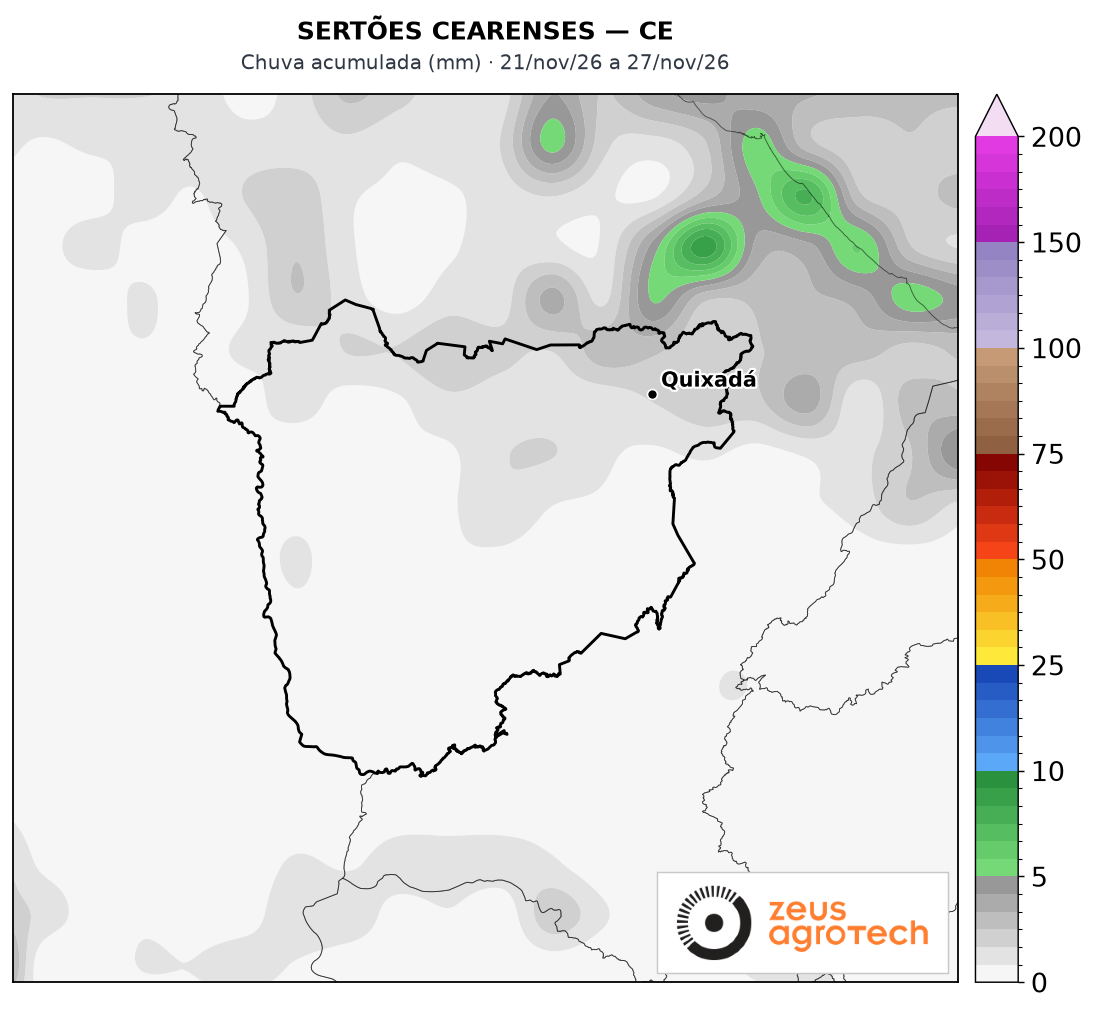 SERTÕES CEARENSES — CE
Chuva acumulada (mm) · 21/nov/26 a 27/nov/26
200
150
100
75
50
25
10
5
0
Quixadá
zeus
agrotech